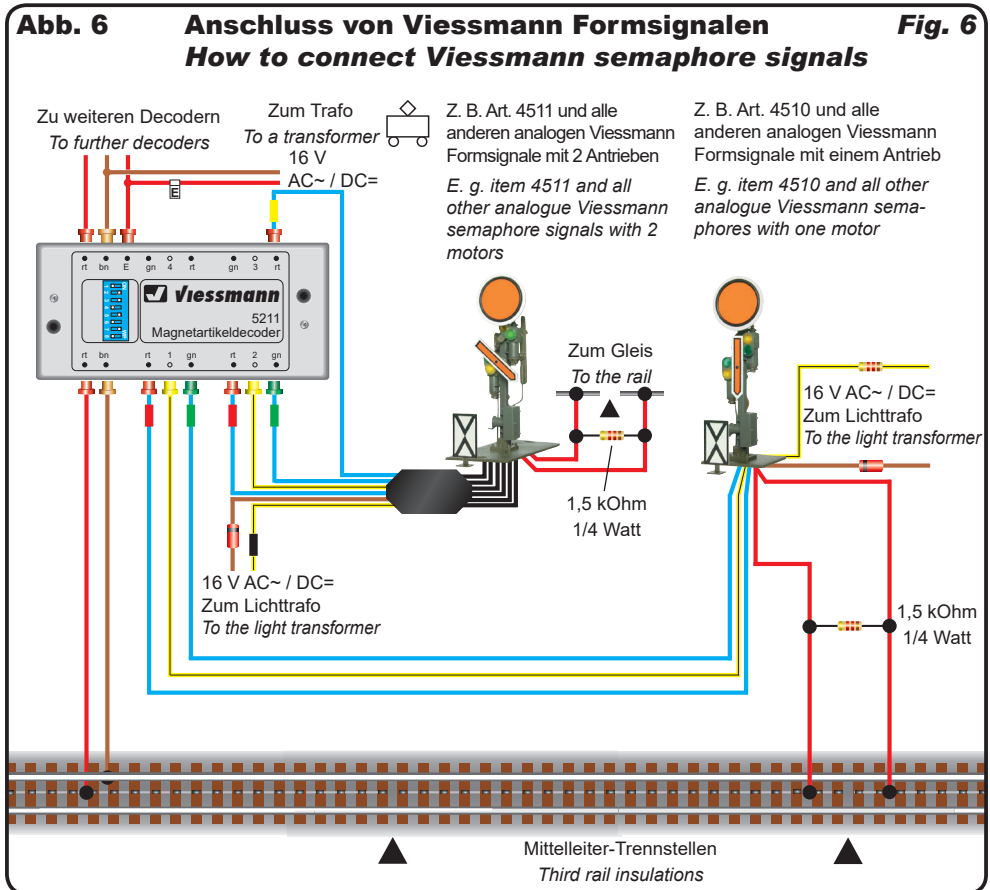 Abb. 6
Anschluss von Viessmann Formsignalen
Fig. 6
How to connect Viessmann semaphore signals
Zu weiteren Decodern
To further decoders
Zum Trafo
To a transformer
16 V
AC~ / DC=
E
Z. B. Art. 4511 und alle
anderen analogen Viessmann
Formsignale mit 2 Antrieben
E. g. item 4511 and all
other analogue Viessmann
semaphore signals with 2
motors
Z. B. Art. 4510 und alle
anderen analogen Viessmann
Formsignale mit einem Antrieb
E. g. item 4510 and all other
analogue Viessmann sema-
phores with one motor
rt bn E gn 4 rt gn 3 rt
Viessmann
5211
Magnetartikeldecoder
rt bn rt 1 gn rt 2 gn
Zum Gleis
To the rail
1,5 kOhm
1/4 Watt
16 V AC~ / DC=
Zum Lichttrafo
To the light transformer
16 V AC~ / DC=
Zum Lichttrafo
To the light transformer
1,5 kOhm
1/4 Watt
Mittelleiter-Trennstellen
Third rail insulations